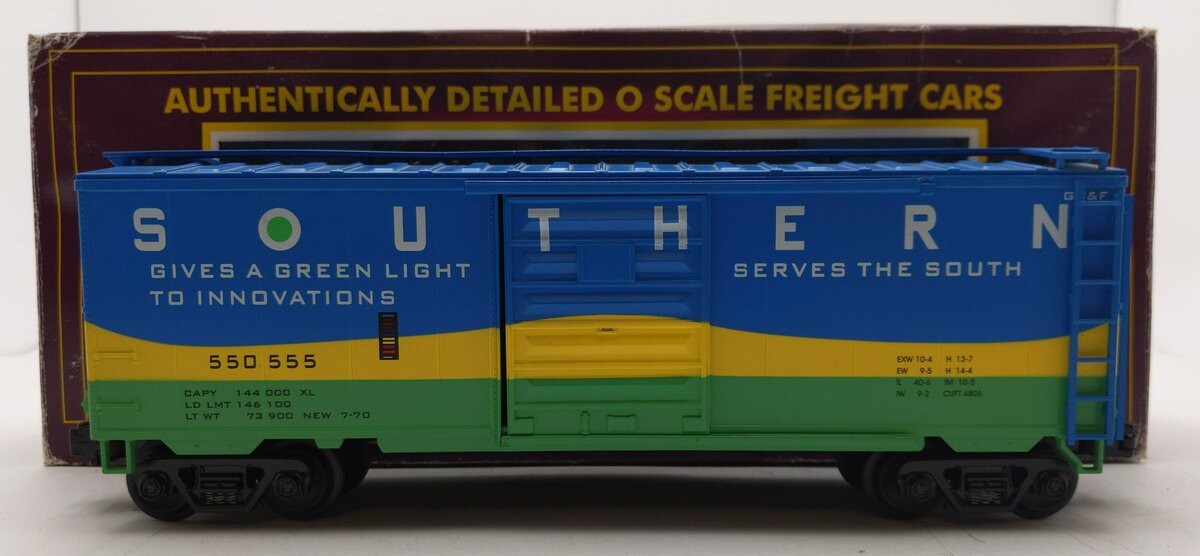 AUTHENTICALLY DETAILED O SCALE FREIGHT CARS
SOUTHERN
GIVES A GREEN LIGHT
TO INNOVATIONS
SERVES THE SOUTH
550 555
CAPY 144 000 XL
LD LMT 146 100
LT WT 73 900 NEW 7-70
EXW 10-4 H 13-7
EW 9-5 H 14-4
IL 40-6 IM 10-5
IW 9-2 CUFT 4806